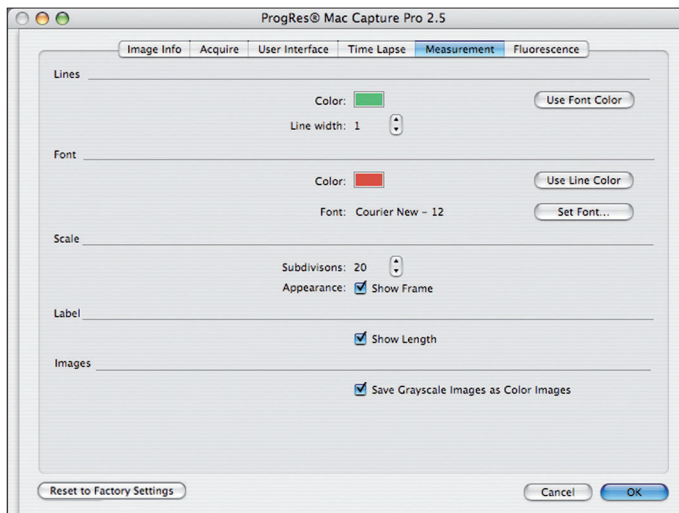 ProgRes® Mac Capture Pro 2.5
Image Info Acquire User Interface Time Lapse Measurement Fluorescence
Lines
Color: Use Font Color
Line width: 1
Font
Color: Use Line Color
Font: Courier New – 12 Set Font...
Scale
Subdivisons: 20
Appearance: Show Frame
Label
Show Length
Images
Save Grayscale Images as Color Images
Reset to Factory Settings Cancel OK